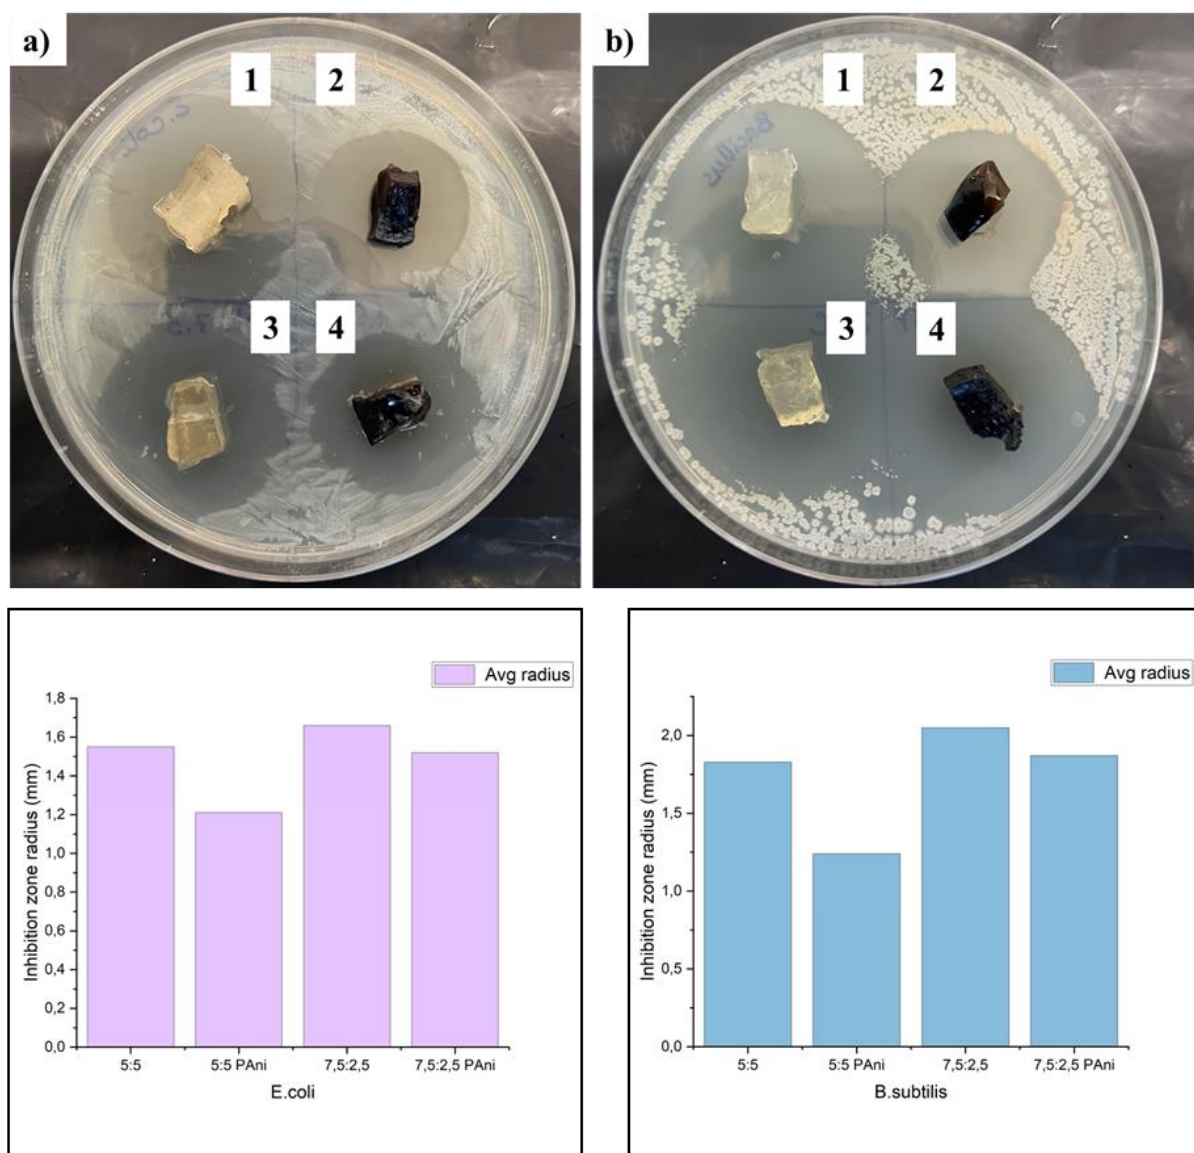 a)
1
2
E.coli
7.5
3
4
b)
1
2
Bacillus
3
4
Avg radius
1,8
1,6
1,4
1,2
1,0
0,8
0,6
0,4
0,2
0,0
Inhibition zone radius (mm)
5:5
5:5 PAni
7,5:2,5
7,5:2,5 PAni
E.coli
Avg radius
2,0
1,5
1,0
0,5
0,0
Inhibition zone radius (mm)
5:5
5:5 PAni
7,5:2,5
7,5:2,5 PAni
B.subtilis